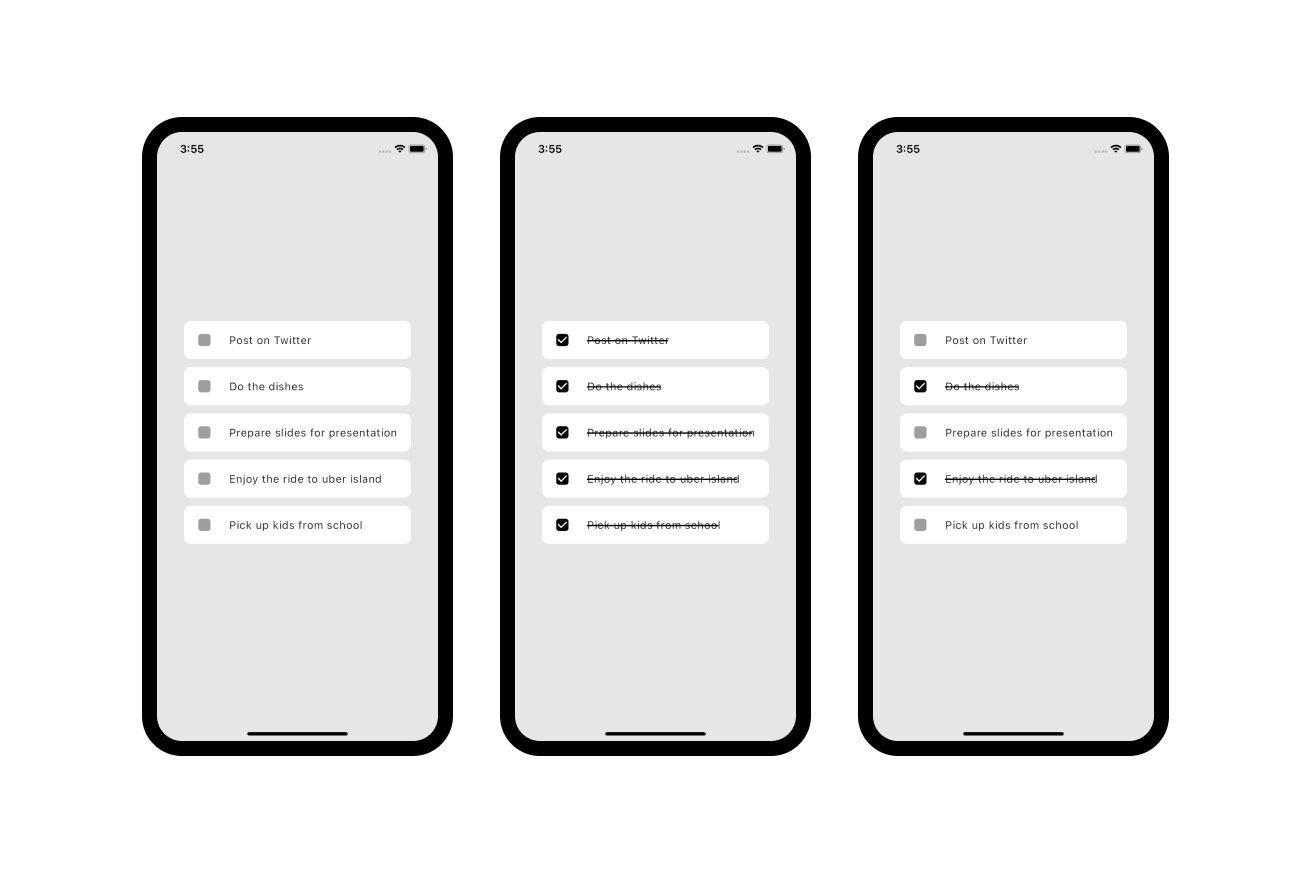 3:55
Post on Twitter
Do the dishes
Prepare slides for presentation
Enjoy the ride to uber island
Pick up kids from school
3:55
Post on Twitter
Do the dishes
Prepare slides for presentation
Enjoy the ride to uber island
Pick up kids from school
3:55
Post on Twitter
Do the dishes
Prepare slides for presentation
Enjoy the ride to uber island
Pick up kids from school